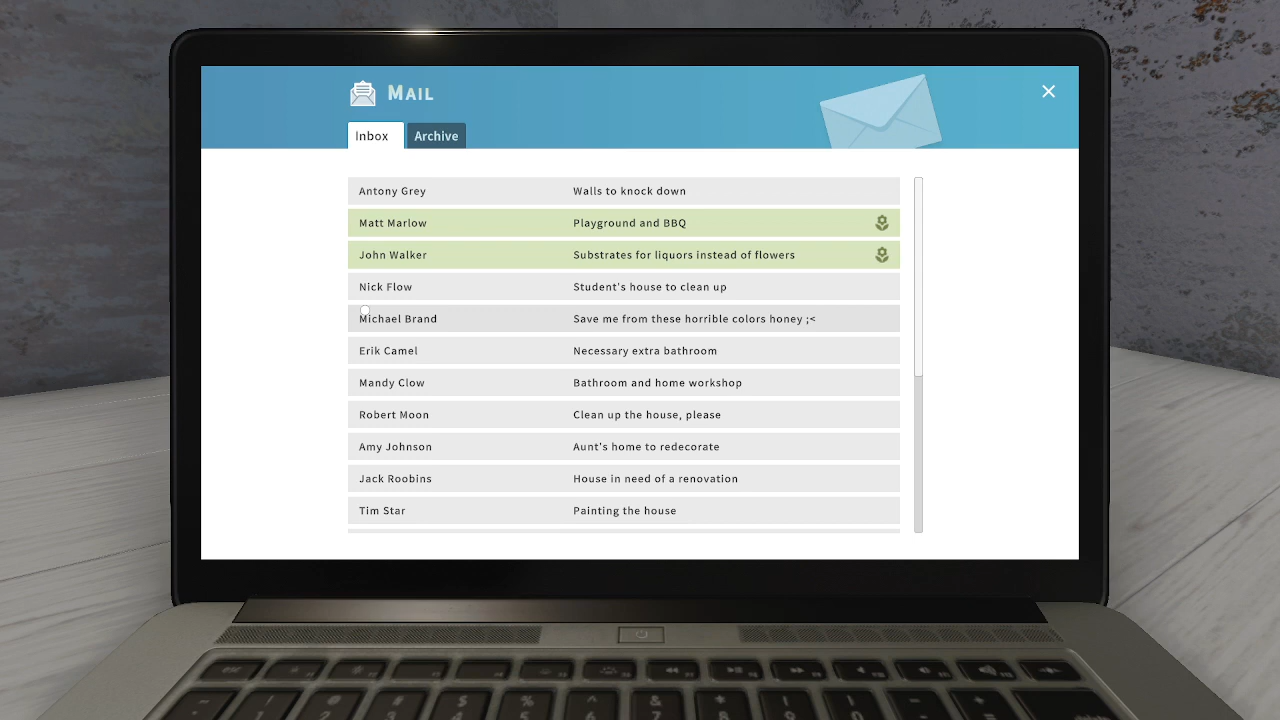 Mail
Inbox
Archive
Antony Grey Walls to knock down
Matt Marlow Playground and BBQ
John Walker Substrates for liquors instead of flowers
Nick Flow Student's house to clean up
Michael Brand Save me from these horrible colors honey ;<
Erik Camel Necessary extra bathroom
Mandy Clow Bathroom and home workshop
Robert Moon Clean up the house, please
Amy Johnson Aunt's home to redecorate
Jack Roobins House in need of a renovation
Tim Star Painting the house